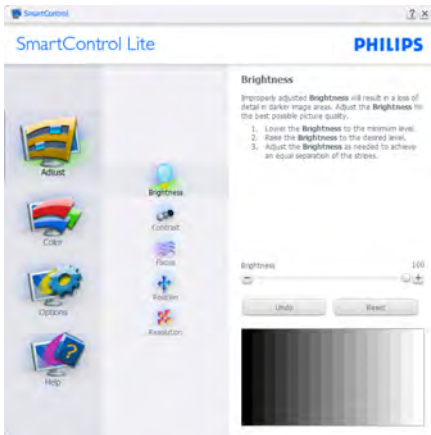 SmartControl
SmartControl Lite
PHILIPS
Adjust
Color
Options
Help
Brightness
Contrast
Focus
Position
Resolution
Brightness
Improperly adjusted Brightness will result in a loss of
detail in darker image areas. Adjust the Brightness for
the best possible picture quality.
1. Lower the Brightness to the minimum level.
2. Raise the Brightness to the desired level.
3. Adjust the Brightness as needed to achieve
an equal separation of the stripes.
Brightness 100
Undo Reset